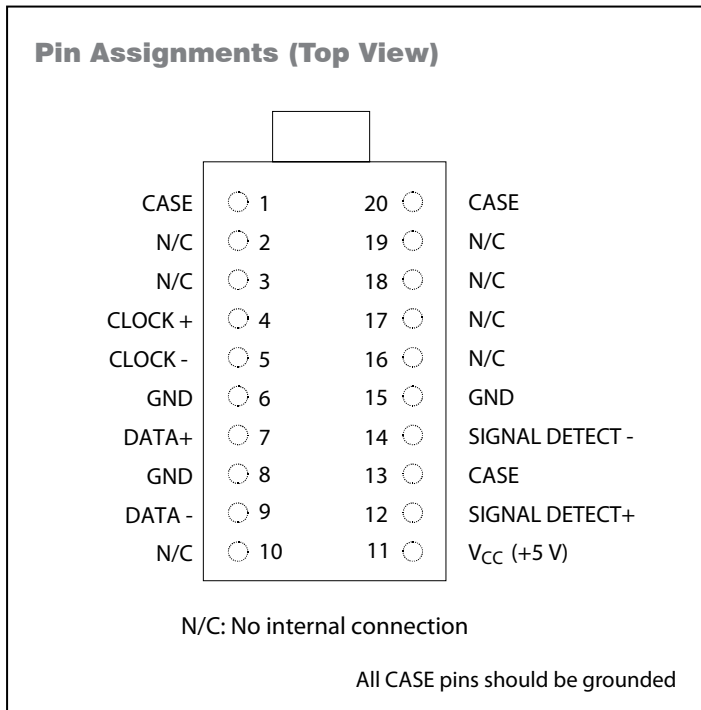 Pin Assignments (Top View)
CASE 1 20 CASE
N/C 2 19 N/C
N/C 3 18 N/C
CLOCK + 4 17 N/C
CLOCK - 5 16 N/C
GND 6 15 GND
DATA+ 7 14 SIGNAL DETECT -
GND 8 13 CASE
DATA - 9 12 SIGNAL DETECT+
N/C 10 11 VCC (+5 V)
N/C: No internal connection
All CASE pins should be grounded